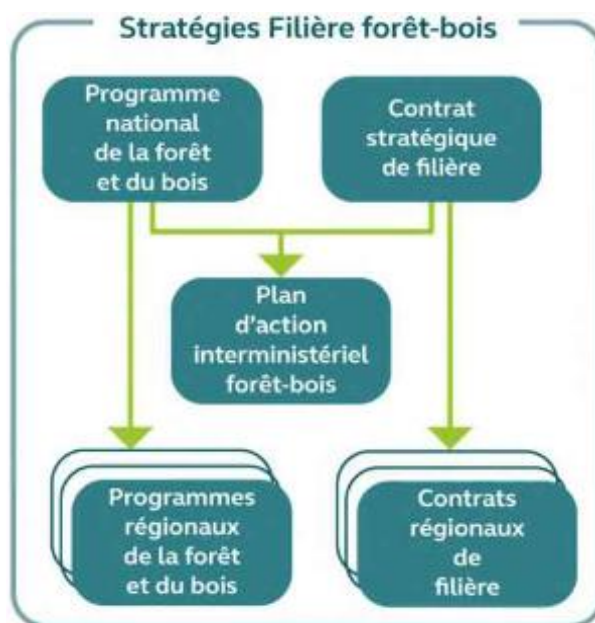 Stratégies Filière forêt-bois
Programme
national
de la forêt
et du bois
Contrat
stratégique
de filière
Plan
d'action
interministériel
forêt-bois
Programmes
régionaux
de la forêt
et du bois
Contrats
régionaux
de
filière